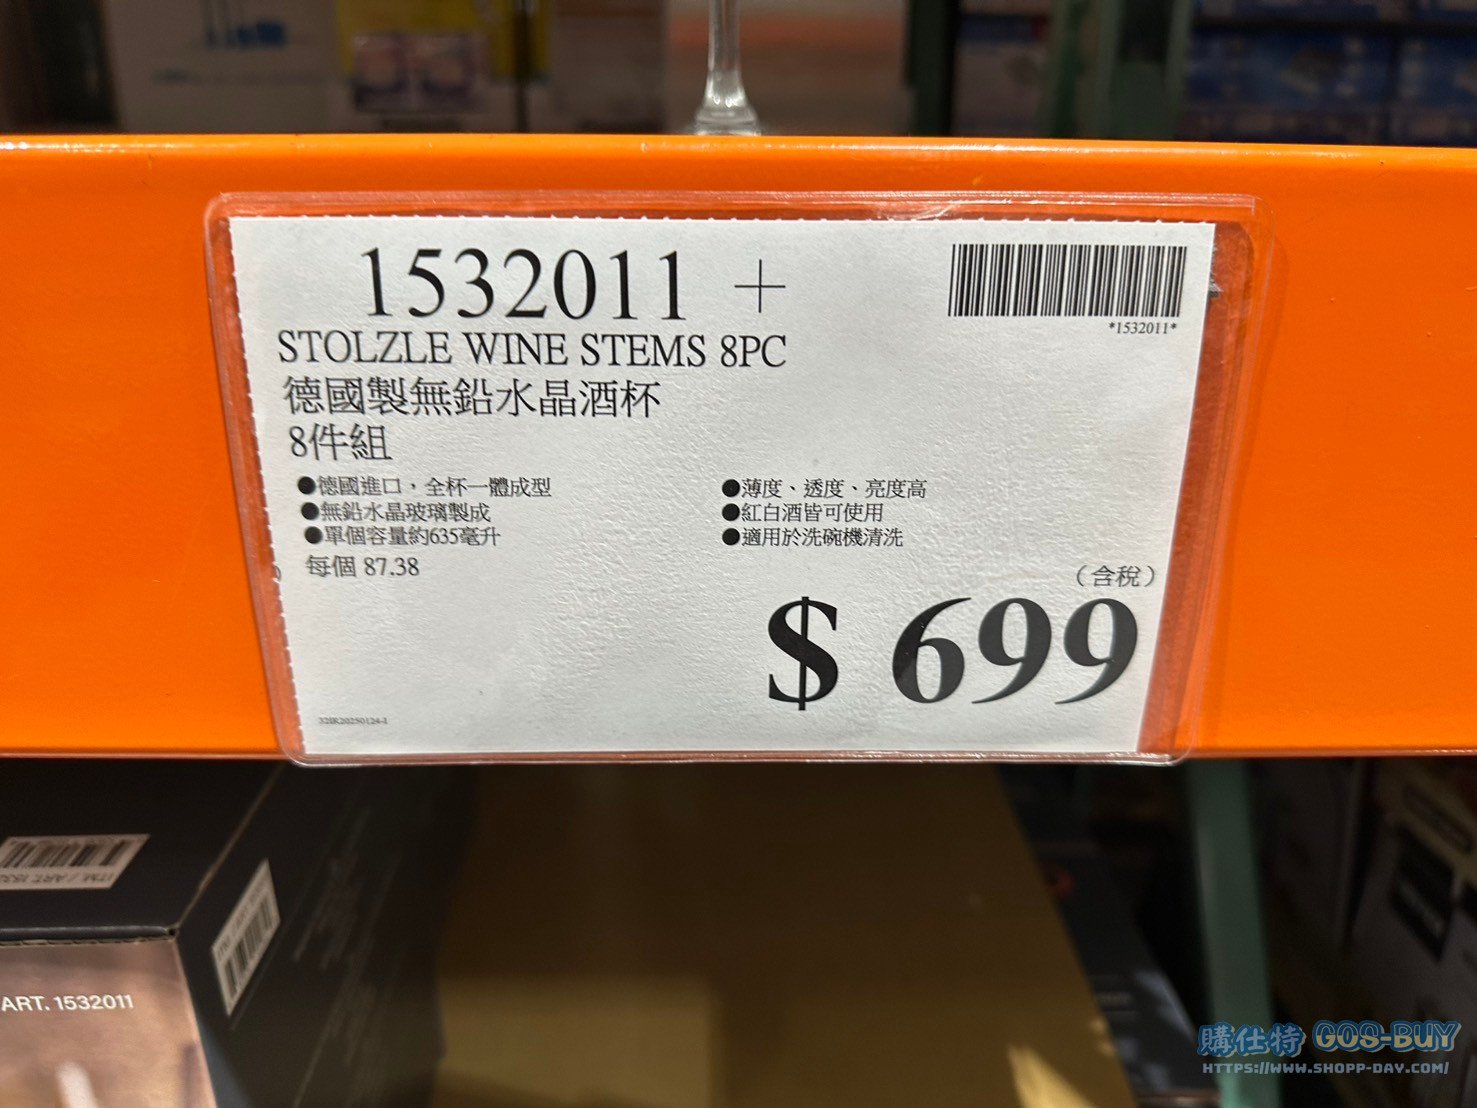 1532011 +
*1532011*
STOLZLE WINE STEMS 8PC
德國製無鉛水晶酒杯
8件組
●德國進口，全杯一體成型
●無鉛水晶玻璃製成
●單個容量約635毫升
每個 87.38
●薄度、透度、亮度高
●紅白酒皆可使用
●適用於洗碗機清洗
（含稅）
$ 699
ART. 1532011
購仕特 GOS-BUY
HTTPS://WWW.SHOPP-DAY.COM/